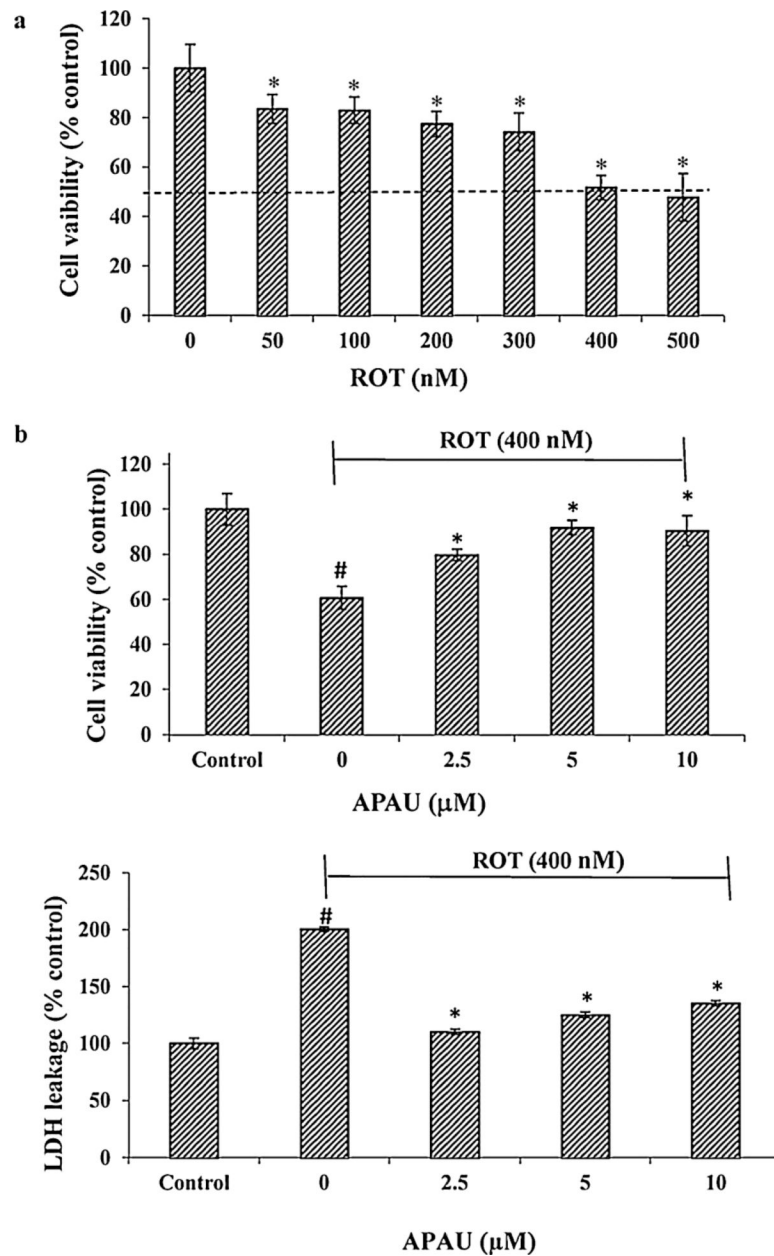 a
Cell vaibility (% control)
120
100
80
60
40
20
0
* * * * * *
0 50 100 200 300 400 500
ROT (nM)
b
ROT (400 nM)
Cell viability (% control)
120
100
80
60
40
20
0
# * * *
Control 0 2.5 5 10
APAU (μM)
ROT (400 nM)
LDH leakage (% control)
250
200
150
100
50
0
# * * *
Control 0 2.5 5 10
APAU (μM)